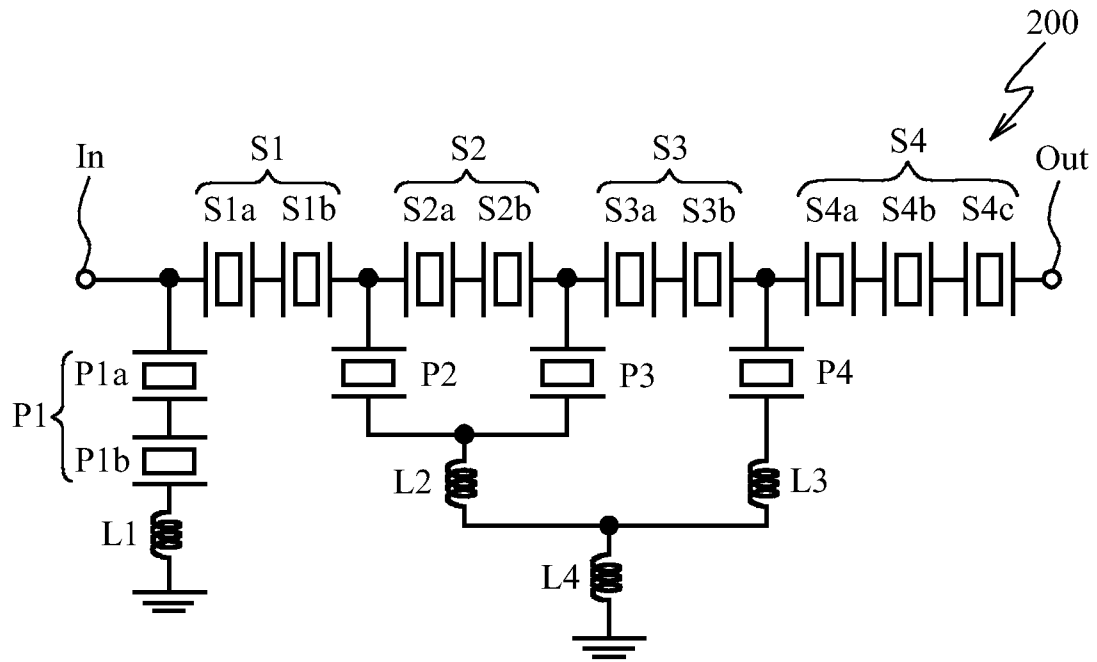 200
In
S1
S2
S3
S4
Out
S1a S1b
S2a S2b
S3a S3b
S4a S4b S4c
P1
P1a
P2
P3
P4
P1b
L1
L2
L3
L4